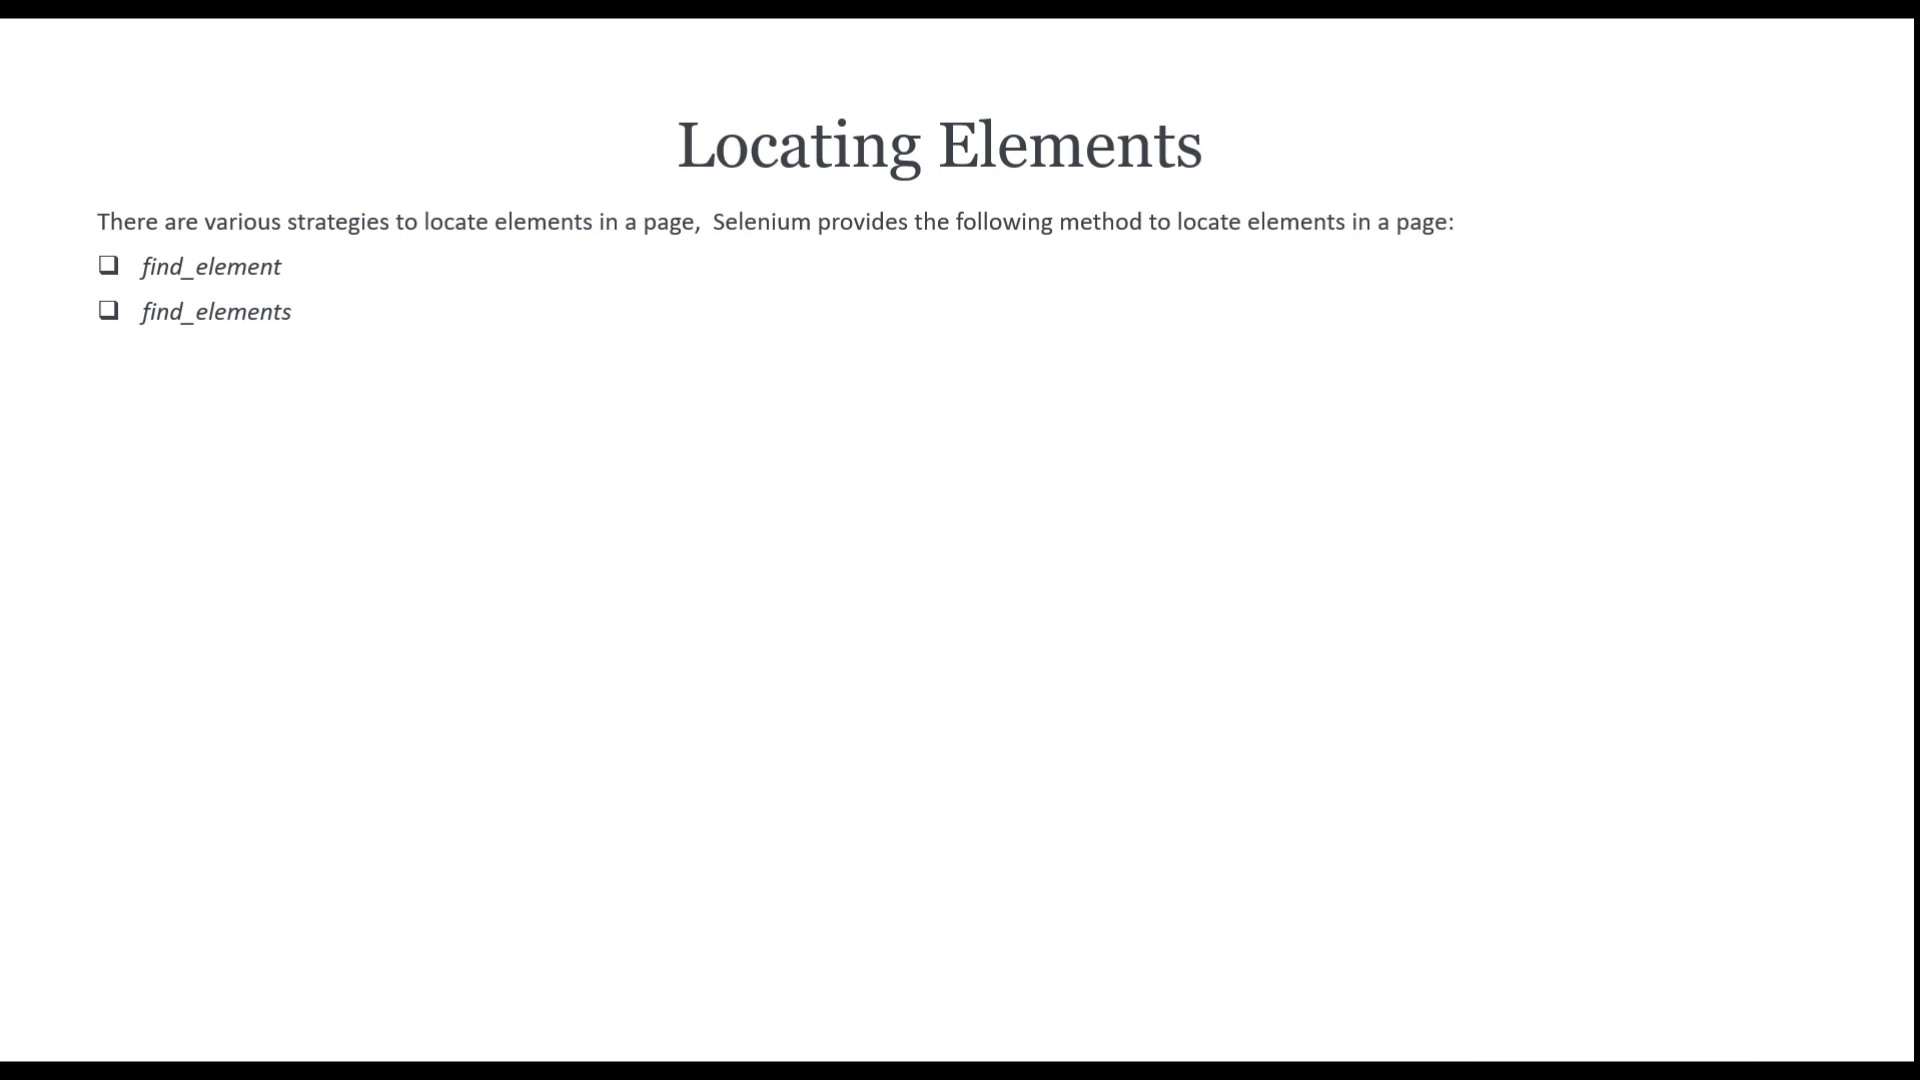 Locating Elements
There are various strategies to locate elements in a page,  Selenium provides the following method to locate elements in a page:
❑ find_element
❑ find_elements